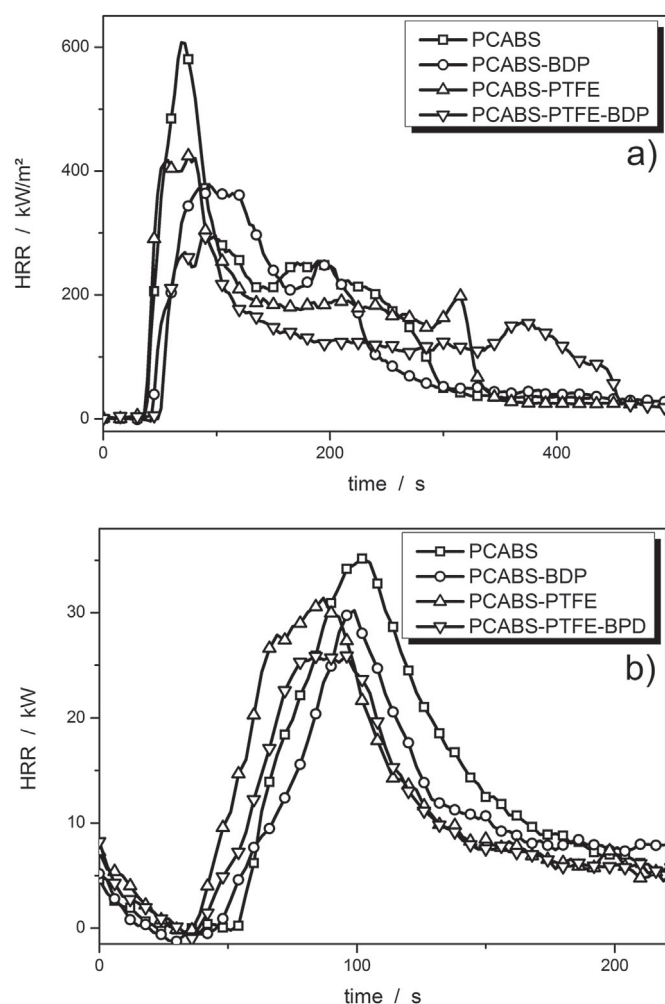 PCABS
PCABS-BDP
PCABS-PTFE
PCABS-PTFE-BDP
a)
600
400
200
0
HRR / kW/m²
0
200
400
time / s
PCABS
PCABS-BDP
PCABS-PTFE
PCABS-PTFE-BPD
b)
30
20
10
0
HRR / kW
0
100
200
time / s